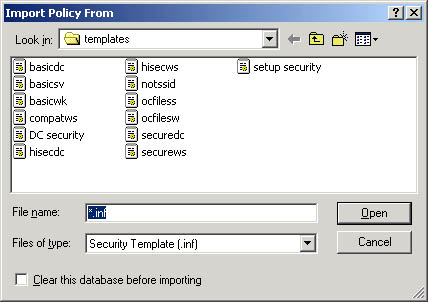 Import Policy From
Look in: templates
basicdc hisecws setup security
basicsv notssid
basicwk ocfiless
compatws ocfilesw
DC security securedc
hisecdc securews
File name: *.inf Open
Files of type: Security Template (.inf) Cancel
Clear this database before importing